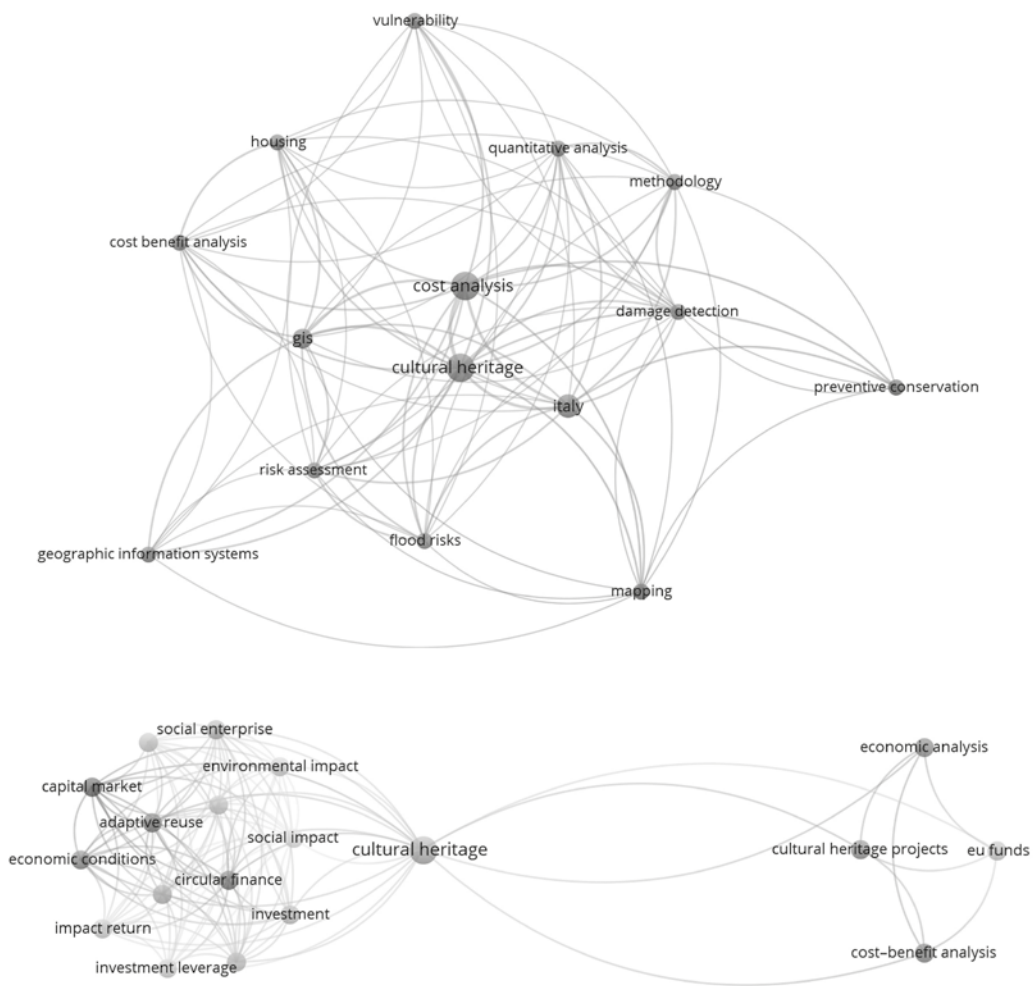 vulnerability
housing
quantitative analysis
methodology
cost benefit analysis
cost analysis
damage detection
gis
cultural heritage
preventive conservation
italy
risk assessment
flood risks
geographic information systems
mapping
social enterprise
economic analysis
environmental impact
capital market
adaptive reuse
social impact
cultural heritage
cultural heritage projects
eu funds
economic conditions
circular finance
investment
impact return
cost–benefit analysis
investment leverage